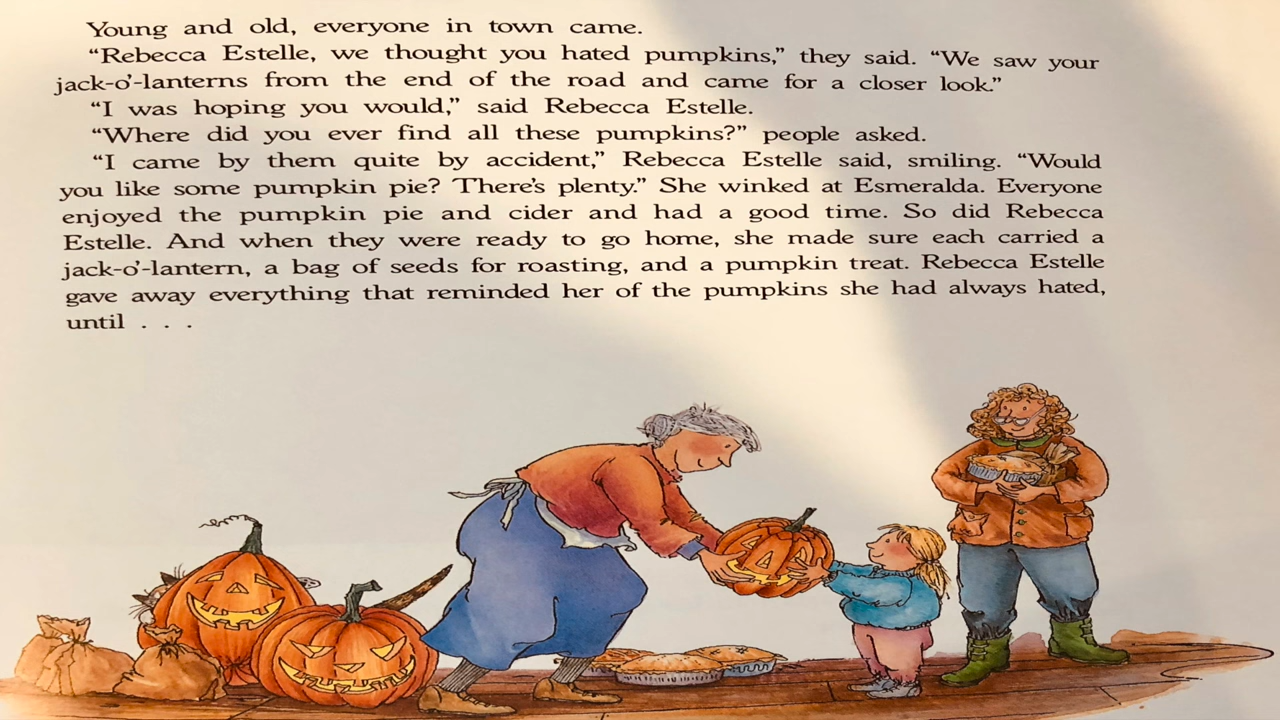 Young and old, everyone in town came.
“Rebecca Estelle, we thought you hated pumpkins,” they said. “We saw your
jack-o’-lanterns from the end of the road and came for a closer look.”
“I was hoping you would,” said Rebecca Estelle.
“Where did you ever find all these pumpkins?” people asked.
“I came by them quite by accident,” Rebecca Estelle said, smiling. “Would
you like some pumpkin pie? There’s plenty.” She winked at Esmeralda. Everyone
enjoyed the pumpkin pie and cider and had a good time. So did Rebecca
Estelle. And when they were ready to go home, she made sure each carried a
jack-o’-lantern, a bag of seeds for roasting, and a pumpkin treat. Rebecca Estelle
gave away everything that reminded her of the pumpkins she had always hated,
until . . .